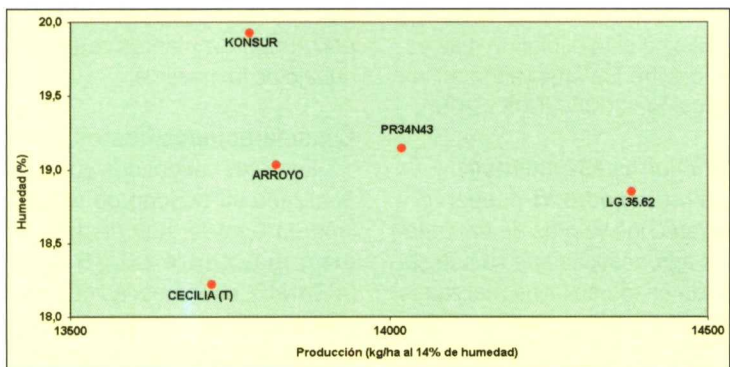 20,0
KONSUR
19,5
PR34N43
Humedad (%)
19,0
ARROYO
LG 35.62
18,5
CECILIA (T)
18,0
13500
14000
14500
Producción (kg/ha al 14% de humedad)